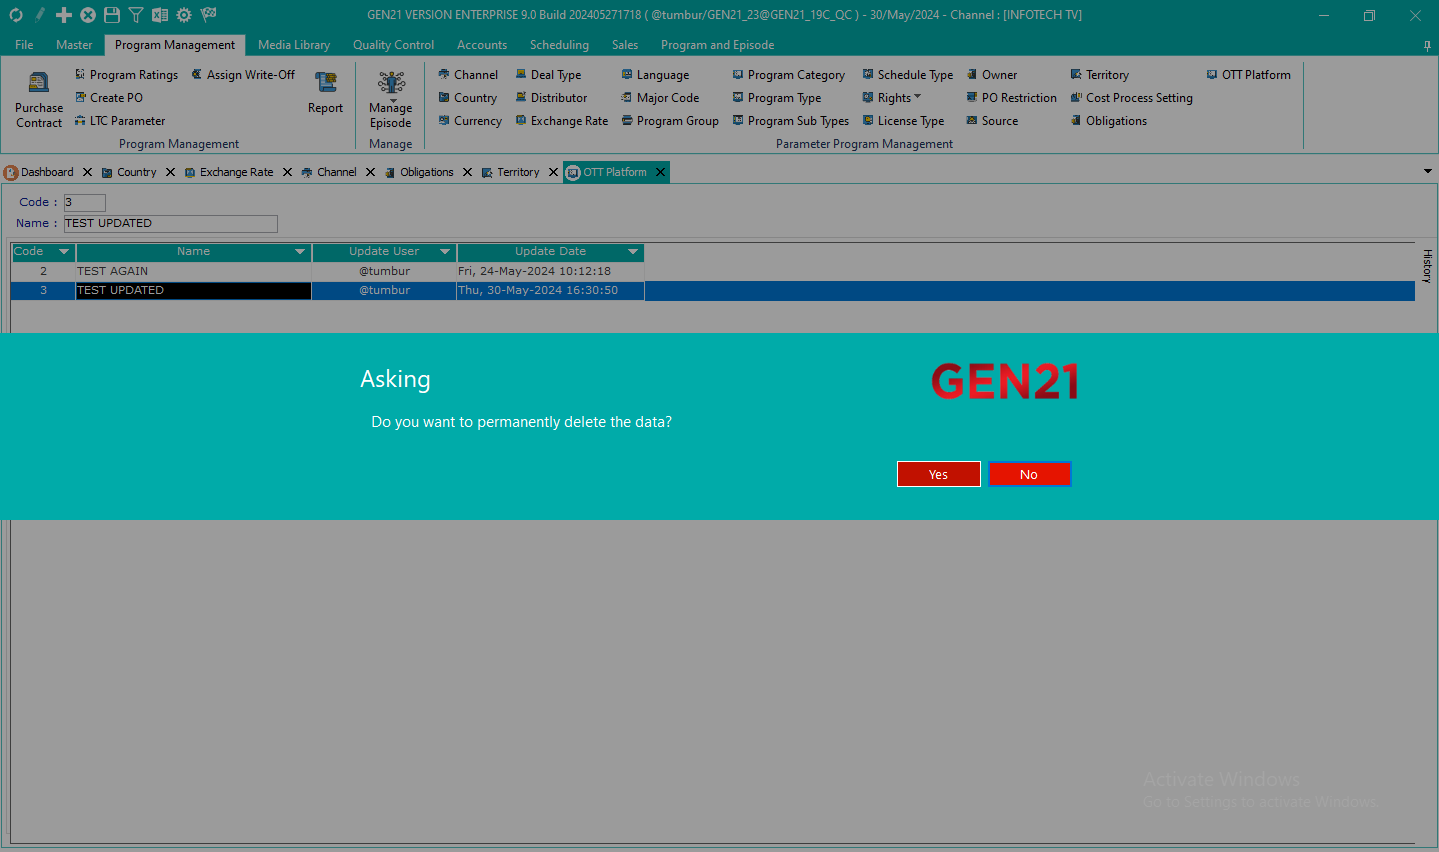 GEN21 VERSION ENTERPRISE 9.0 Build 202405271718 ( @tumbur/GEN21_23@GEN21_19C_QC ) - 30/May/2024 - Channel : [INFOTECH TV]
File Master Program Management Media Library Quality Control Accounts Scheduling Sales Program and Episode
Program Ratings Assign Write-Off Channel Deal Type Language Program Category Schedule Type Owner Territory OTT Platform
Create PO Country Distributor Major Code Program Type Rights PO Restriction Cost Process Setting
Purchase Contract Report Manage Episode
LTC Parameter Currency Exchange Rate Program Group Program Sub Types License Type Source Obligations
Program Management Manage Parameter Program Management
Dashboard Country Exchange Rate Channel Obligations Territory OTT Platform
Code : 3
Name : TEST UPDATED
Code Name Update User Update Date
2 TEST AGAIN @tumbur Fri, 24-May-2024 10:12:18
3 TEST UPDATED @tumbur Thu, 30-May-2024 16:30:50
History
Asking
GEN21
Do you want to permanently delete the data?
Yes No
Activate Windows
Go to Settings to activate Windows.